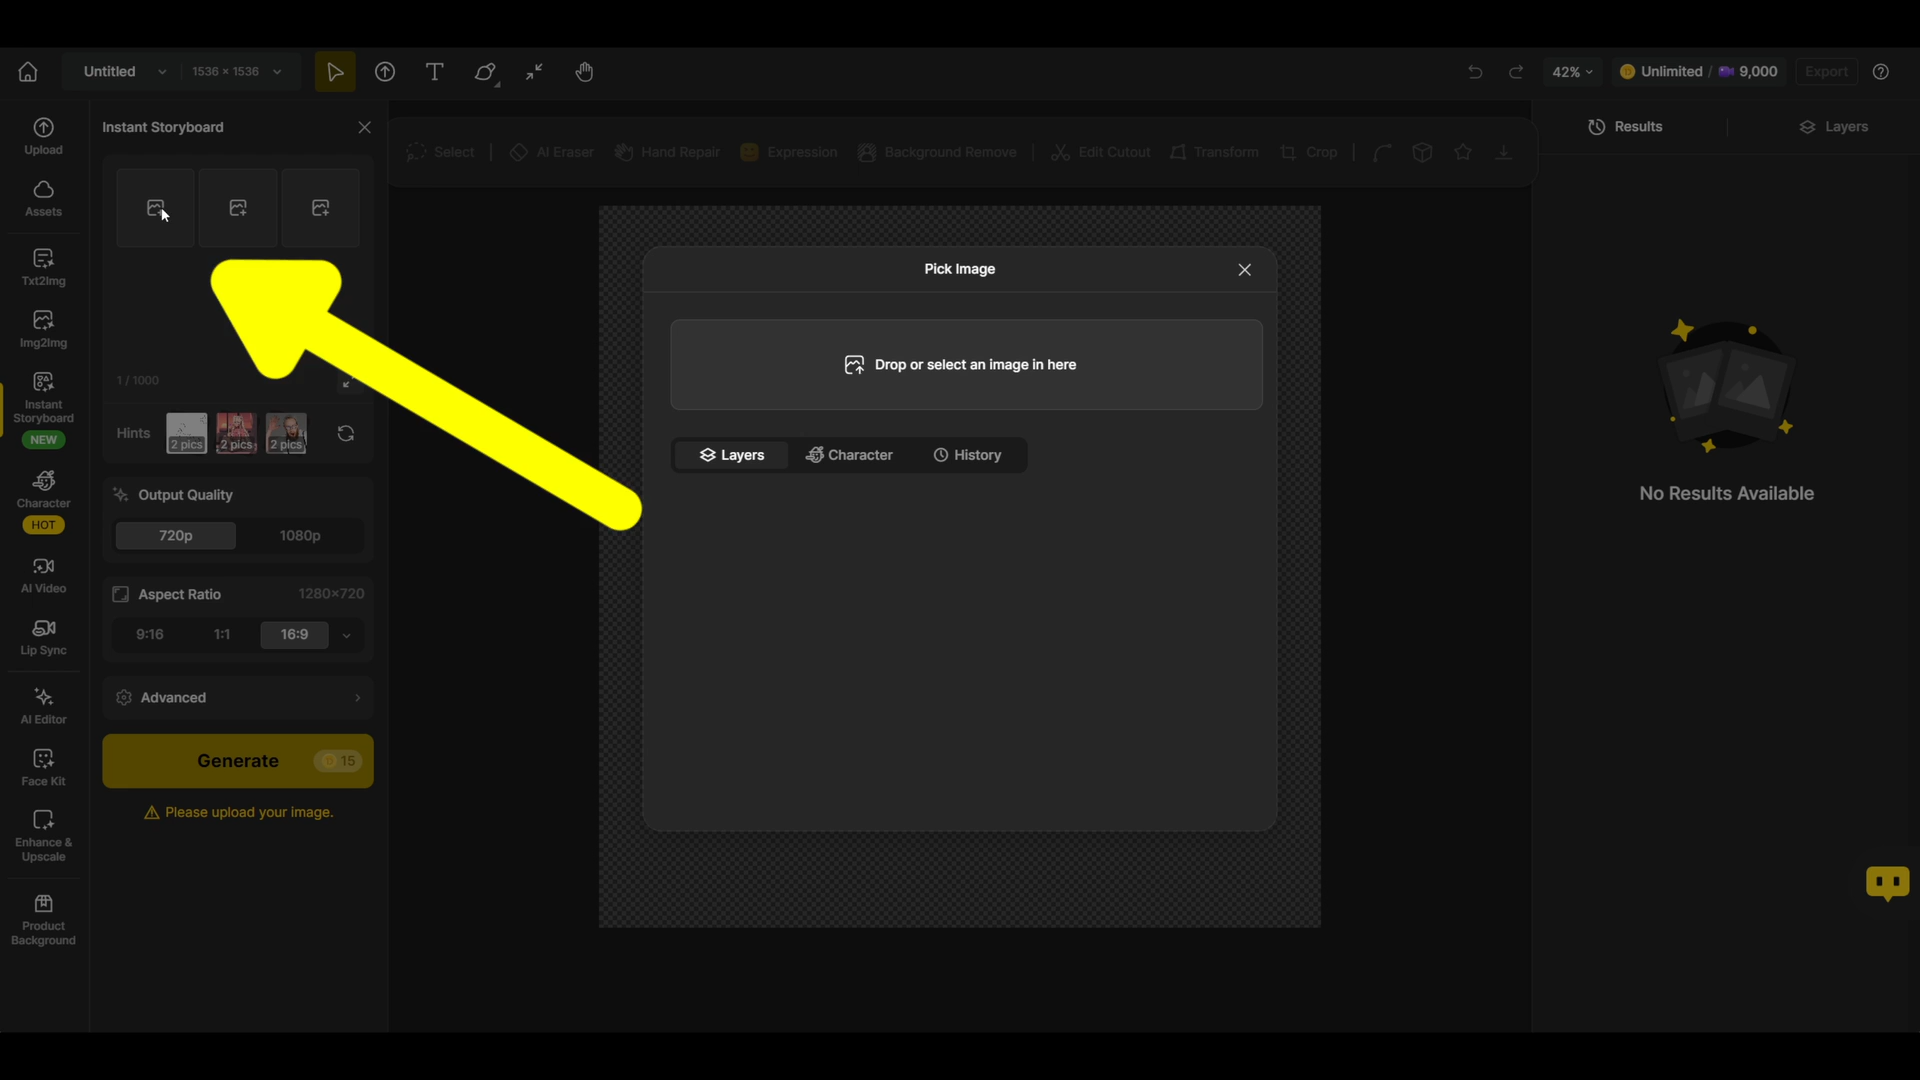 Untitled
1536 × 1536
42%
Unlimited / 9,000
Export
Upload
Assets
Txt2Img
Img2Img
Instant
Storyboard
NEW
Character
HOT
AI Video
Lip Sync
AI Editor
Face Kit
Enhance &
Upscale
Product
Background
Instant Storyboard
1 / 1000
Hints
2 pics
2 pics
2 pics
Output Quality
720p
1080p
Aspect Ratio
1280×720
9:16
1:1
16:9
Advanced
Generate
15
Please upload your image.
Select
AI Eraser
Hand Repair
Expression
Background Remove
Edit Cutout
Transform
Crop
Pick Image
Drop or select an image in here
Layers
Character
History
Results
Layers
No Results Available